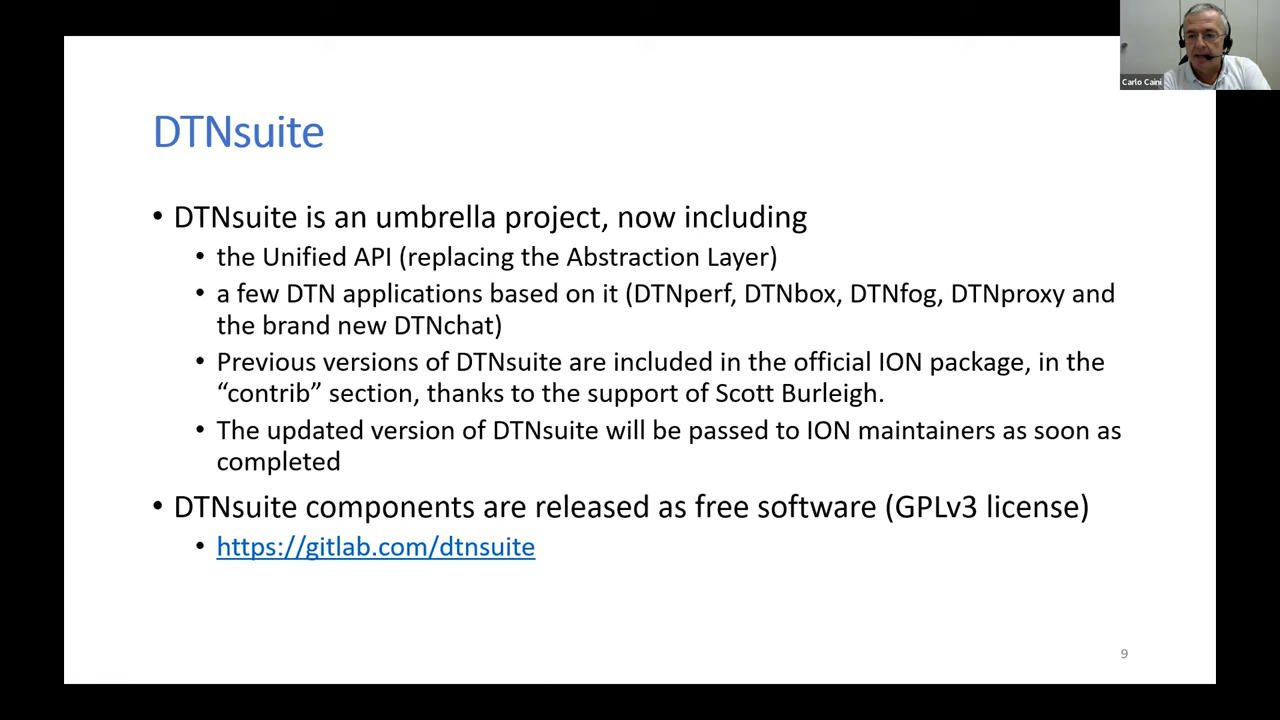 Carlo Caini
DTNsuite
• DTNsuite is an umbrella project, now including
• the Unified API (replacing the Abstraction Layer)
• a few DTN applications based on it (DTNperf, DTNbox, DTNfog, DTNproxy and
the brand new DTNchat)
• Previous versions of DTNsuite are included in the official ION package, in the
“contrib” section, thanks to the support of Scott Burleigh.
• The updated version of DTNsuite will be passed to ION maintainers as soon as
completed
• DTNsuite components are released as free software (GPLv3 license)
• https://gitlab.com/dtnsuite
9